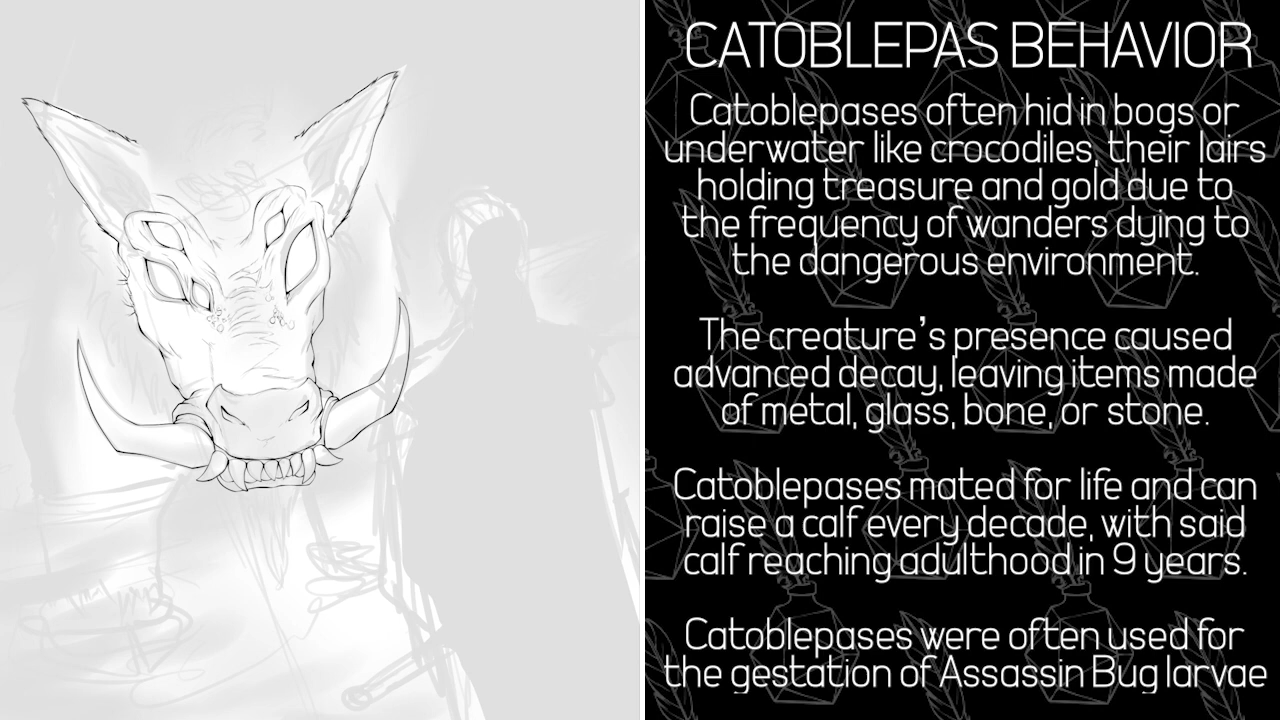 CATOBLEPAS BEHAVIOR
Catoblepases often hid in bogs or
underwater like crocodiles, their lairs
holding treasure and gold due to
the frequency of wanders dying to
the dangerous environment.
The creature's presence caused
advanced decay, leaving items made
of metal, glass, bone, or stone.
Catoblepases mated for life and can
raise a calf every decade, with said
calf reaching adulthood in 9 years.
Catoblepases were often used for
the gestation of Assassin Bug larvae